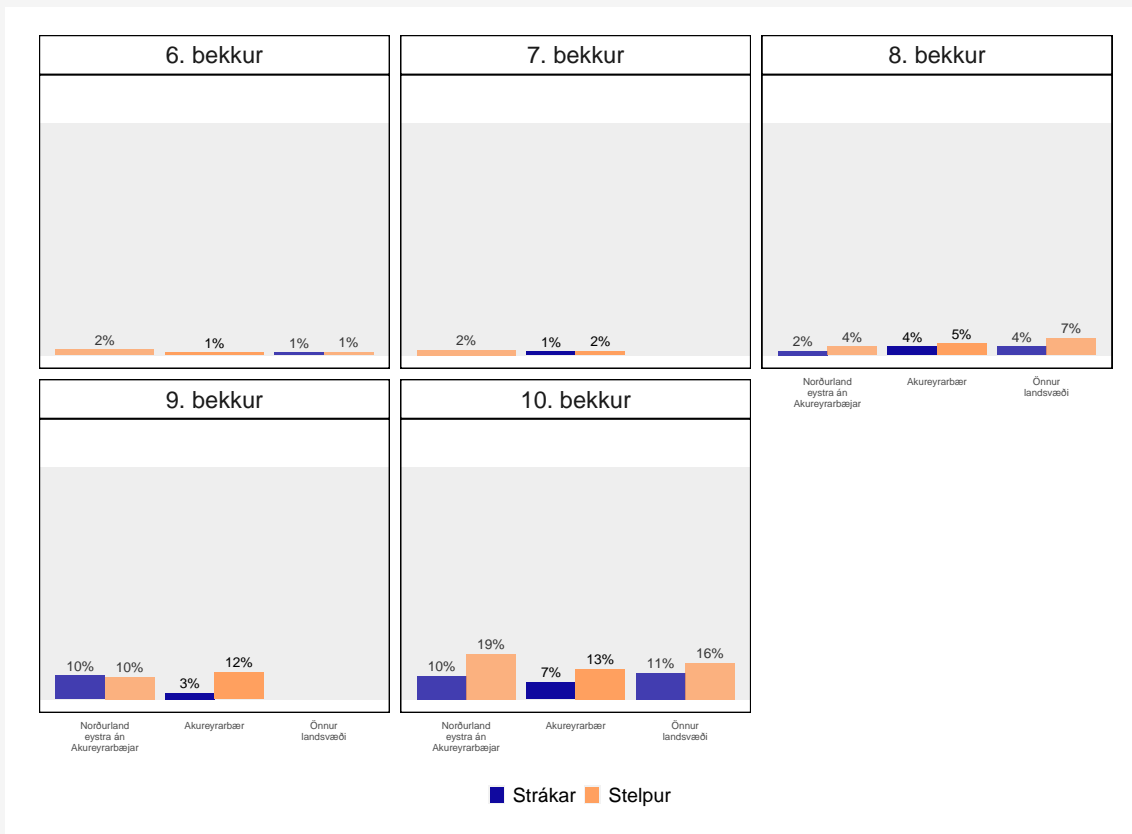 6. bekkur
7. bekkur
8. bekkur
2%
1%
1%
1%
2%
1%
2%
2%
4%
4%
5%
4%
7%
Norðurland
eystra án
Akureyrarbæjar
Akureyrarbær
Önnur
landsvæði
9. bekkur
10. bekkur
10%
10%
3%
12%
10%
19%
7%
13%
11%
16%
Norðurland
eystra án
Akureyrarbæjar
Akureyrarbær
Önnur
landsvæði
Norðurland
eystra án
Akureyrarbæjar
Akureyrarbær
Önnur
landsvæði
Strákar
Stelpur